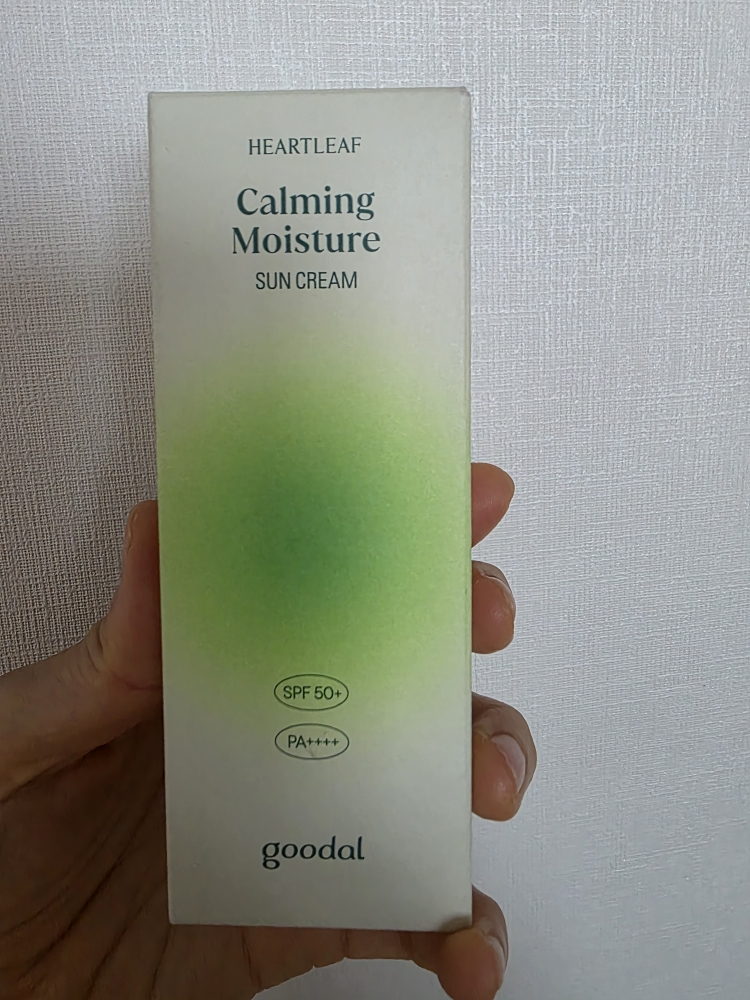 HEARTLEAF
Calming
Moisture
SUN CREAM
SPF 50+
PA++++
goodal